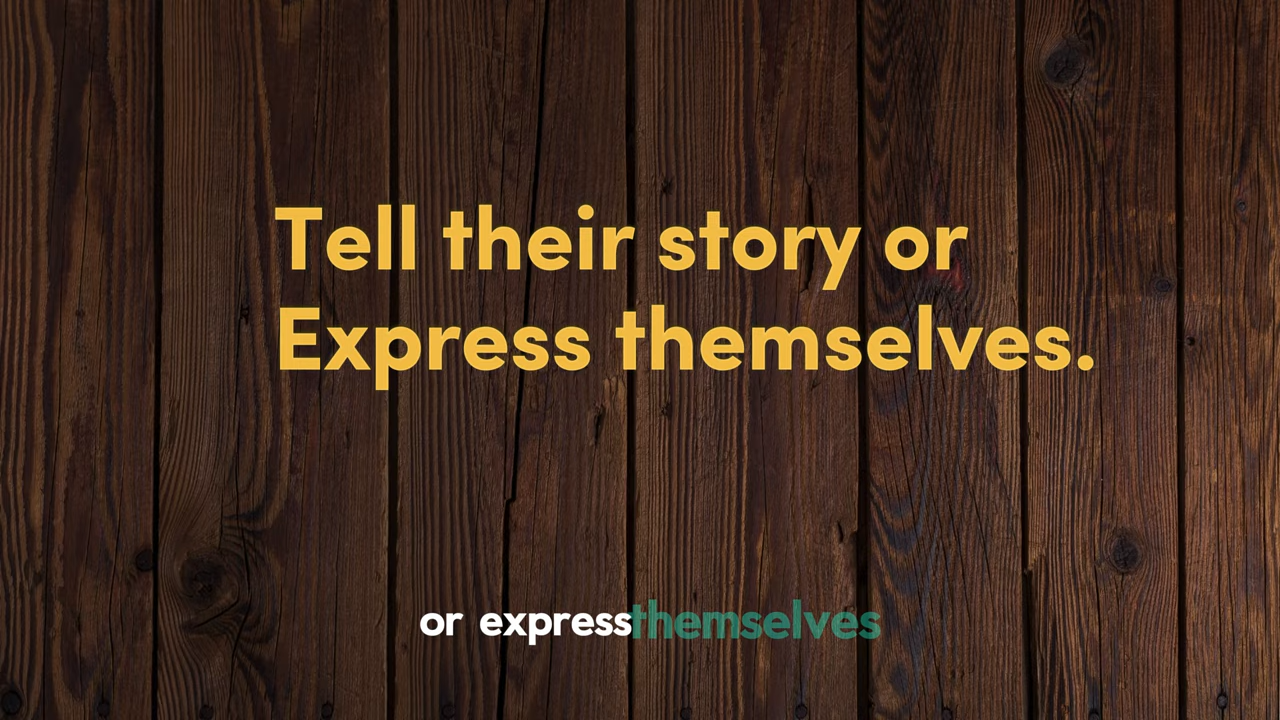 Tell their story or
Express themselves.
or express themselves